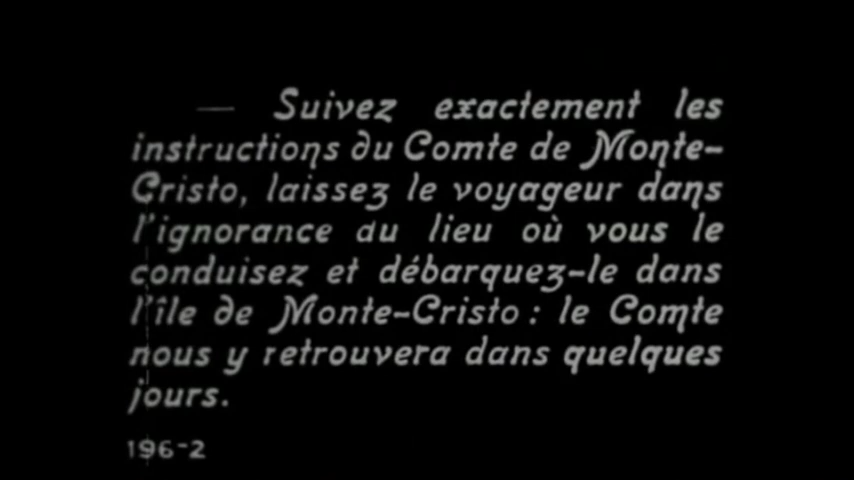 — Suivez exactement les
instructions du Comte de Monte-
Cristo, laissez le voyageur dans
l'ignorance du lieu où vous le
conduisez et débarquez-le dans
l'île de Monte-Cristo : le Comte
nous y retrouvera dans quelques
jours.
196-2